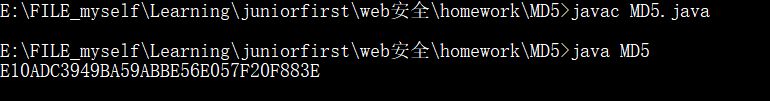 E:\FILE_myself\Learning\juniorfirst\web安全\homework\MD5>javac MD5.java
E:\FILE_myself\Learning\juniorfirst\web安全\homework\MD5>java MD5
E10ADC3949BA59ABBE56E057F20F883E